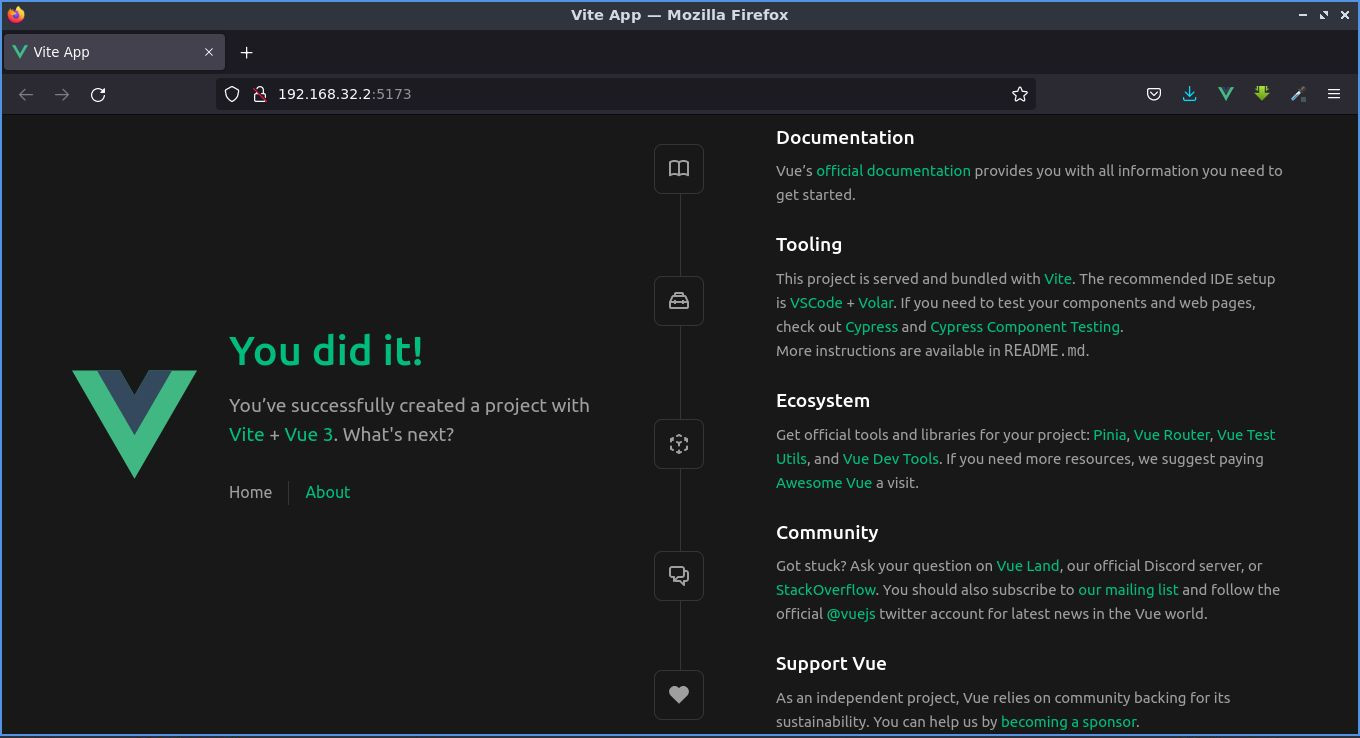 Vite App — Mozilla Firefox
Vite App
192.168.32.2:5173
You did it!
You’ve successfully created a project with
Vite + Vue 3. What's next?
Home
About
Documentation
Vue’s official documentation provides you with all information you need to
get started.
Tooling
This project is served and bundled with Vite. The recommended IDE setup
is VSCode + Volar. If you need to test your components and web pages,
check out Cypress and Cypress Component Testing.
More instructions are available in README.md.
Ecosystem
Get official tools and libraries for your project: Pinia, Vue Router, Vue Test
Utils, and Vue Dev Tools. If you need more resources, we suggest paying
Awesome Vue a visit.
Community
Got stuck? Ask your question on Vue Land, our official Discord server, or
StackOverflow. You should also subscribe to our mailing list and follow the
official @vuejs twitter account for latest news in the Vue world.
Support Vue
As an independent project, Vue relies on community backing for its
sustainability. You can help us by becoming a sponsor.